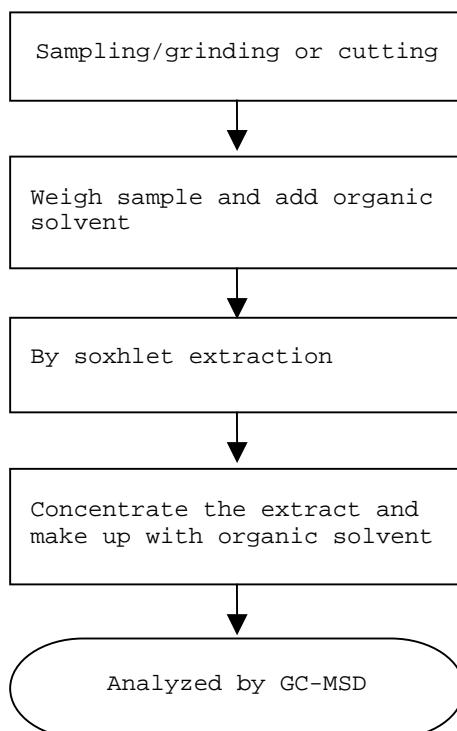 Sampling/grinding or cutting
Weigh sample and add organic
solvent
By soxhlet extraction
Concentrate the extract and
make up with organic solvent
Analyzed by GC-MSD